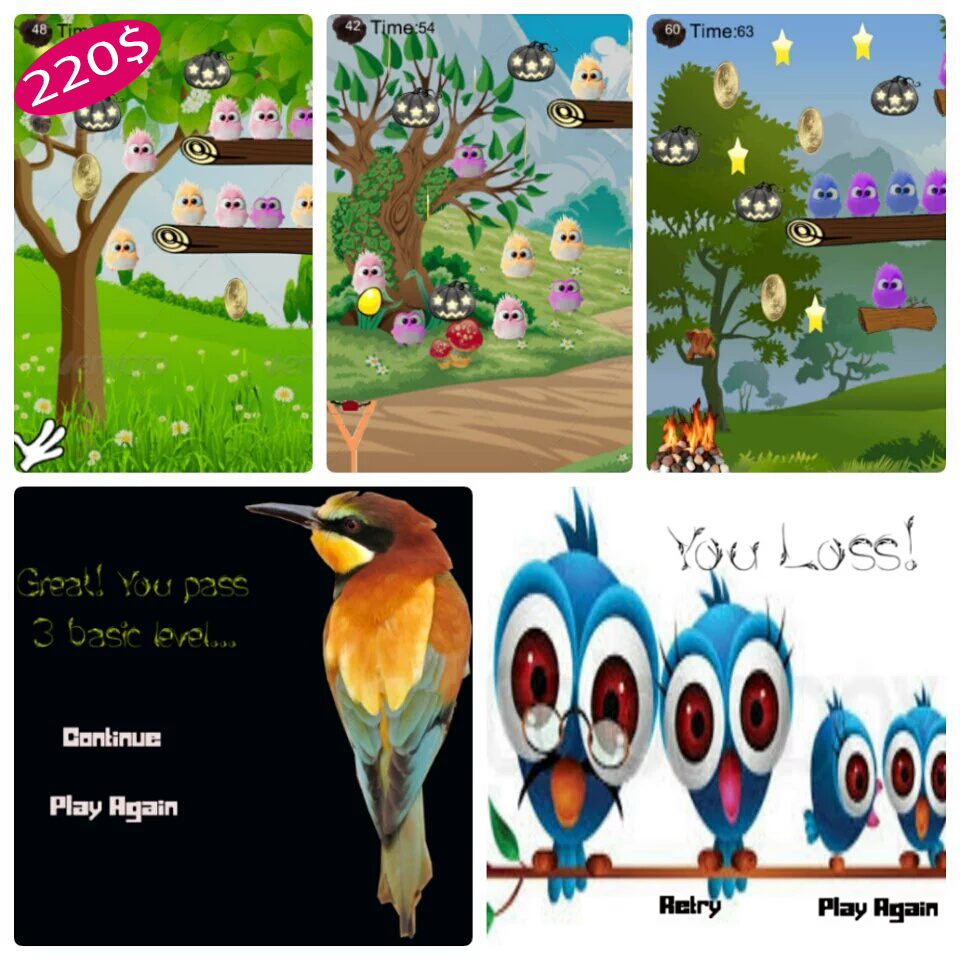 48
Tim
220$
42
Time:54
60
Time:63
Great! You pass
3 basic level...
Continue
Play Again
You Loss!
Retry
Play Again